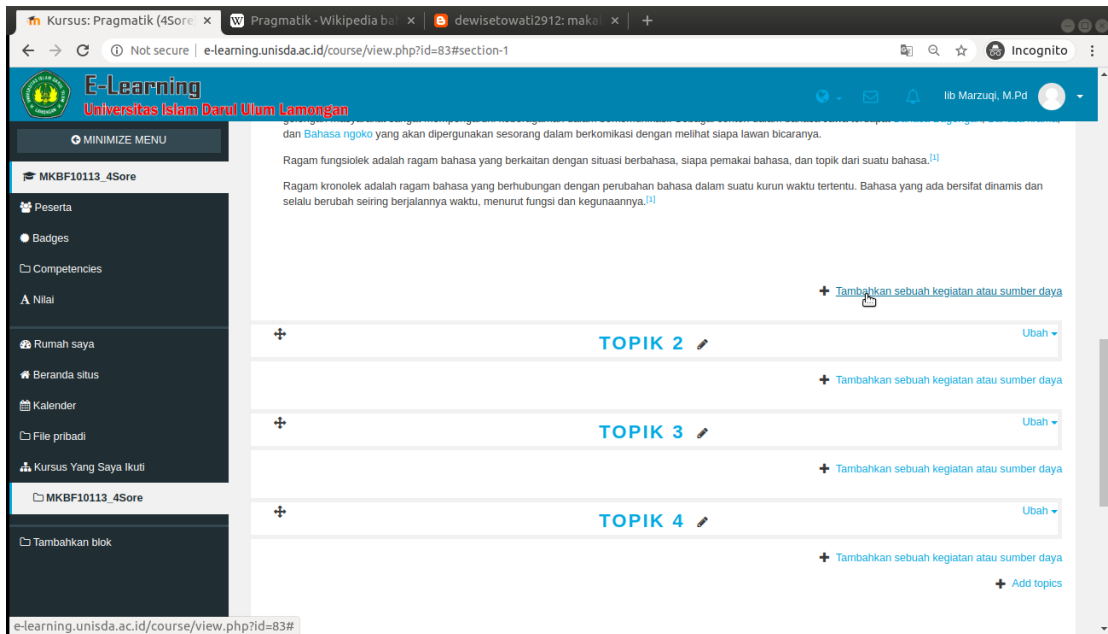 Kursus: Pragmatik (4Sore)
Pragmatik - Wikipedia bah
dewisetowati2912: makal
Not secure | e-learning.unisda.ac.id/course/view.php?id=83#section-1
Incognito
E-Learning
Universitas Islam Darul Ulum Lamongan
Iib Marzuqi, M.Pd
MINIMIZE MENU
MKBF10113_4Sore
Peserta
Badges
Competencies
Nilai
Rumah saya
Beranda situs
Kalender
File pribadi
Kursus Yang Saya Ikuti
MKBF10113_4Sore
Tambahkan blok
dan Bahasa ngoko yang akan dipergunakan sesorang dalam berkomikasi dengan melihat siapa lawan bicaranya.
Ragam fungsiolek adalah ragam bahasa yang berkaitan dengan situasi berbahasa, siapa pemakai bahasa, dan topik dari suatu bahasa.[1]
Ragam kronolek adalah ragam bahasa yang berhubungan dengan perubahan bahasa dalam suatu kurun waktu tertentu. Bahasa yang ada bersifat dinamis dan
selalu berubah seiring berjalannya waktu, menurut fungsi dan kegunaannya.[1]
Tambahkan sebuah kegiatan atau sumber daya
TOPIK 2
Ubah
Tambahkan sebuah kegiatan atau sumber daya
TOPIK 3
Ubah
Tambahkan sebuah kegiatan atau sumber daya
TOPIK 4
Ubah
Tambahkan sebuah kegiatan atau sumber daya
Add topics
e-learning.unisda.ac.id/course/view.php?id=83#